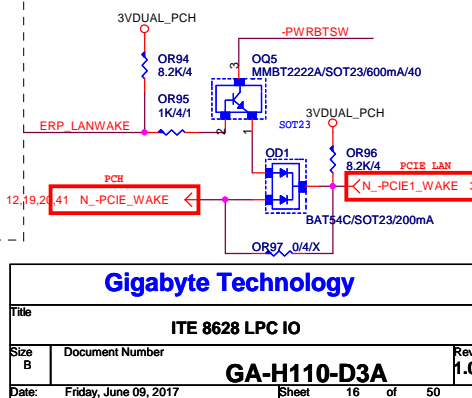 3VDUAL_PCH
-PWRBTSW
OR94
8.2K/4
3
OQ5
MMBT2222A/SOT23/600mA/40
OR95
1K/4/1
ERP_LANWAKE
2
1
SOT23
3VDUAL_PCH
OD1
OR96
8.2K/4
PCH
PCIE LAN
12,19,20,41 N_-PCIE_WAKE
N_-PCIE1_WAKE
BAT54C/SOT23/200mA
OR97 0/4/X
Gigabyte Technology
Title
ITE 8628 LPC IO
Size
B
Document Number
GA-H110-D3A
Rev
Date: Friday, June 09, 2017 Sheet 16 of 50